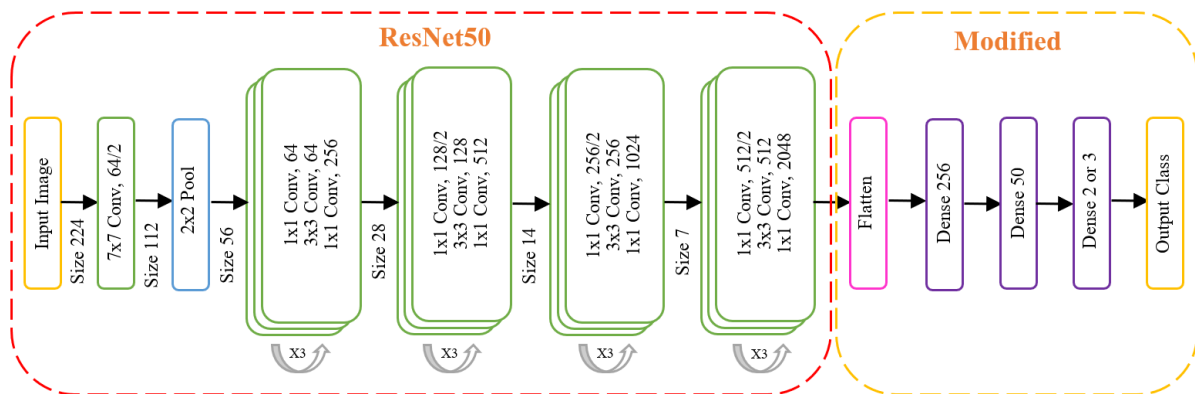 ResNet50
Modified
Input Image
Size 224
7x7 Conv, 64/2
Size 112
2x2 Pool
Size 56
1x1 Conv, 64
3x3 Conv, 64
1x1 Conv, 256
X3
Size 28
1x1 Conv, 128/2
3x3 Conv, 128
1x1 Conv, 512
X3
Size 14
1x1 Conv, 256/2
3x3 Conv, 256
1x1 Conv, 1024
X3
Size 7
1x1 Conv, 512/2
3x3 Conv, 512
1x1 Conv, 2048
X3
Flatten
Dense 256
Dense 50
Dense 2 or 3
Output Class